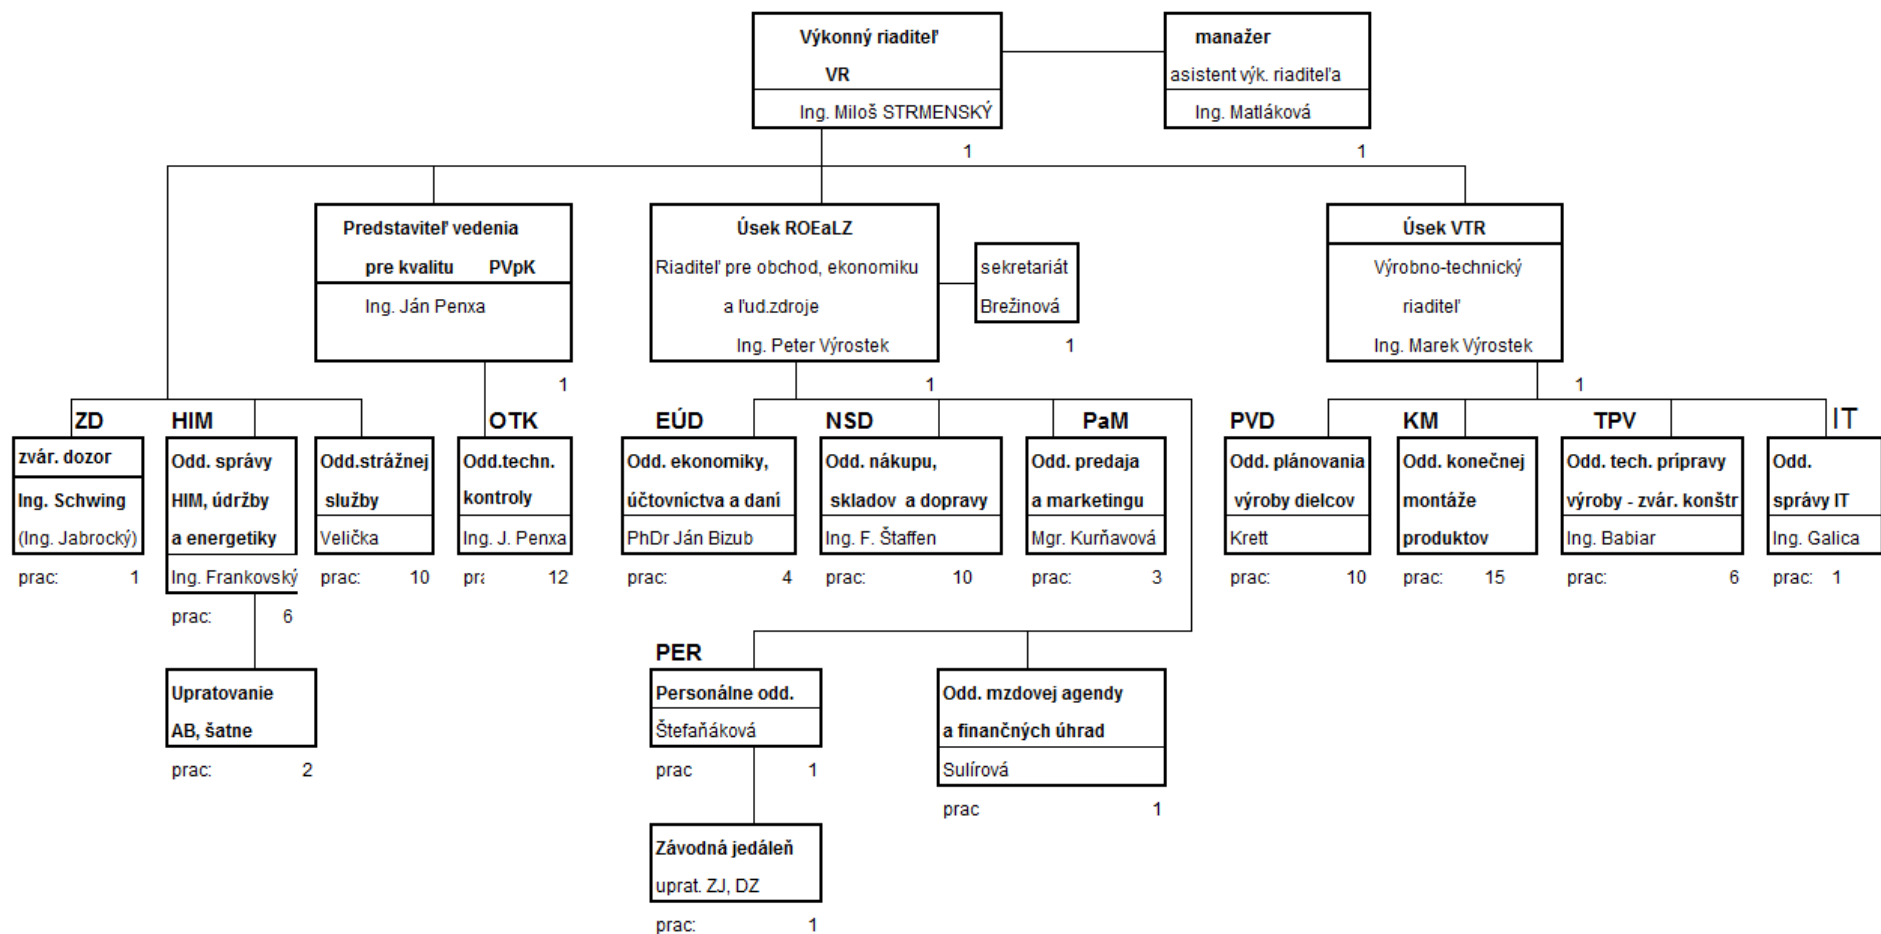 Výkonný riaditeľ
VR
Ing. Miloš STRMENSKÝ
1
manažer
asistent výk. riaditeľa
Ing. Matláková
1
Predstaviteľ vedenia
pre kvalitu PVpK
Ing. Ján Penxa
1
Úsek ROEaLZ
Riaditeľ pre obchod, ekonomiku
a ľud.zdroje
Ing. Peter Výrostek
1
sekretariát
Brežinová
1
Úsek VTR
Výrobno-technický
riaditeľ
Ing. Marek Výrostek
1
ZD
zvár. dozor
Ing. Schwing
(Ing. Jabrocký)
prac: 1
HIM
Odd. správy
HIM, údržby
a energetiky
Ing. Frankovský
prac: 6
Odd.strážnej
služby
Velička
prac: 10
OTK
Odd.techn.
kontroly
Ing. J. Penxa
12
EÚD
Odd. ekonomiky,
účtovníctva a daní
PhDr Ján Bizub
prac: 4
NSD
Odd. nákupu,
skladov a dopravy
Ing. F. Štaffen
prac: 10
PaM
Odd. predaja
a marketingu
Mgr. Kurňavová
prac: 3
PVD
Odd. plánovania
výroby dielcov
Krett
prac: 10
KM
Odd. konečnej
montáže
produktov
prac: 15
TPV
Odd. tech. prípravy
výroby - zvár. konštr
Ing. Babiar
prac: 6
IT
Odd.
správy IT
Ing. Galica
prac: 1
Upratovanie
AB, šatne
prac: 2
PER
Personálne odd.
Štefaňáková
prac 1
Odd. mzdovej agendy
a finančných úhrad
Sulírová
prac 1
Závodná jedáleň
uprat. ZJ, DZ
prac: 1